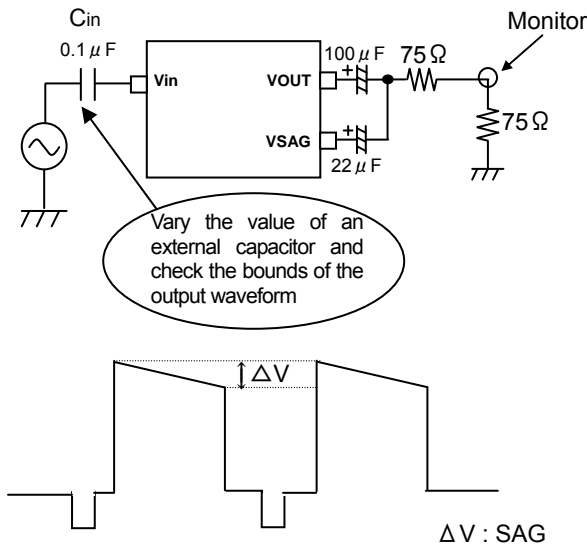 Cin
0.1μF
Vin
VOUT
VSAG
+
100μF
+
22μF
75Ω
Monitor
75Ω
Vary the value of an
external capacitor and
check the bounds of the
output waveform
ΔV
ΔV : SAG